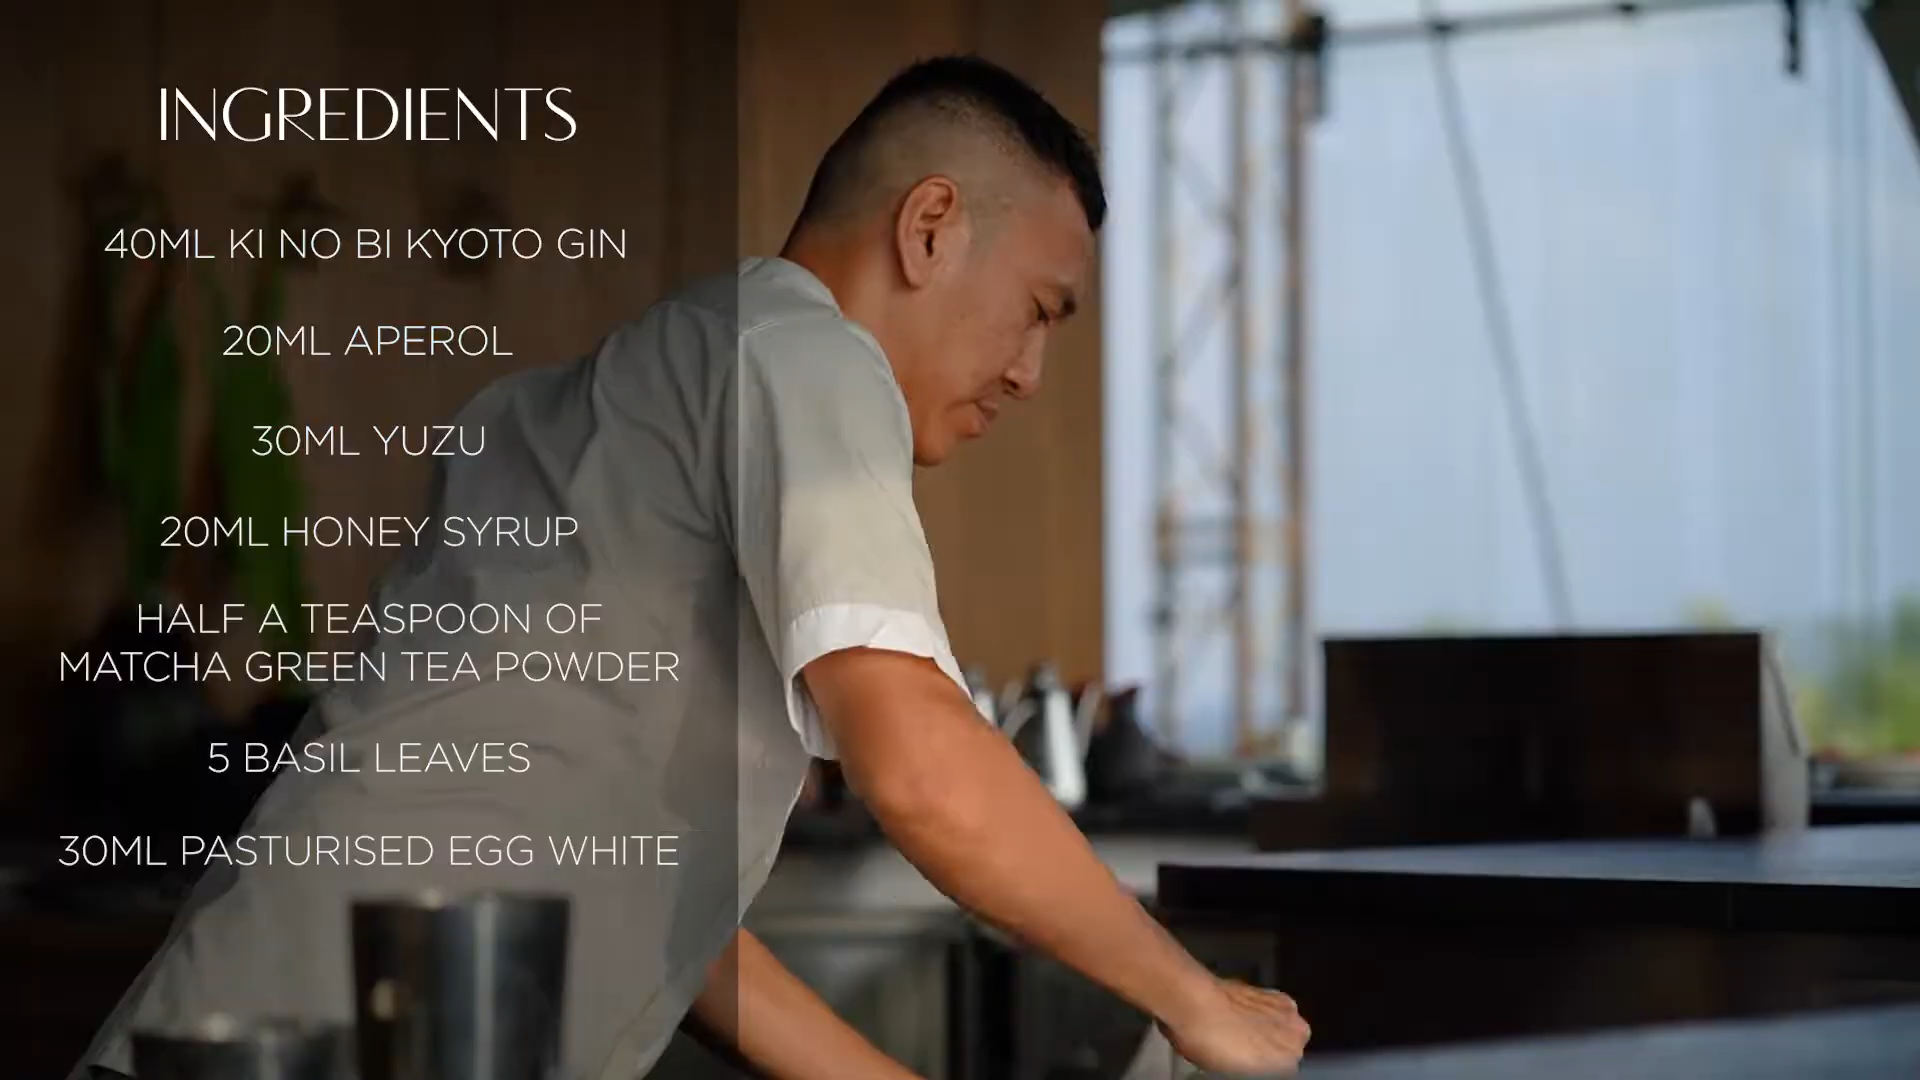 INGREDIENTS
40ML KI NO BI KYOTO GIN
20ML APEROL
30ML YUZU
20ML HONEY SYRUP
HALF A TEASPOON OF
MATCHA GREEN TEA POWDER
5 BASIL LEAVES
30ML PASTURISED EGG WHITE